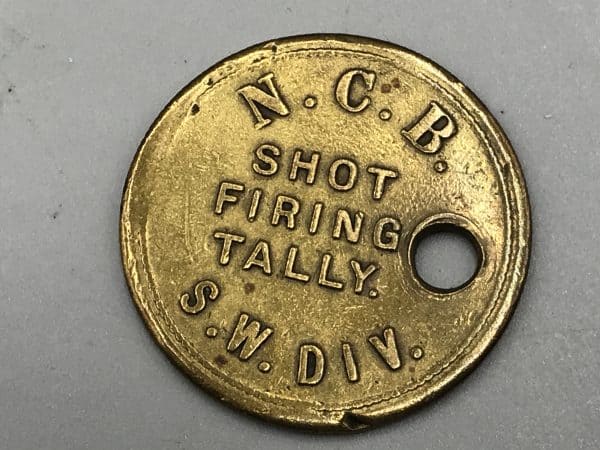 N.C.B.
SHOT
FIRING
TALLY.
S.W. DIV.